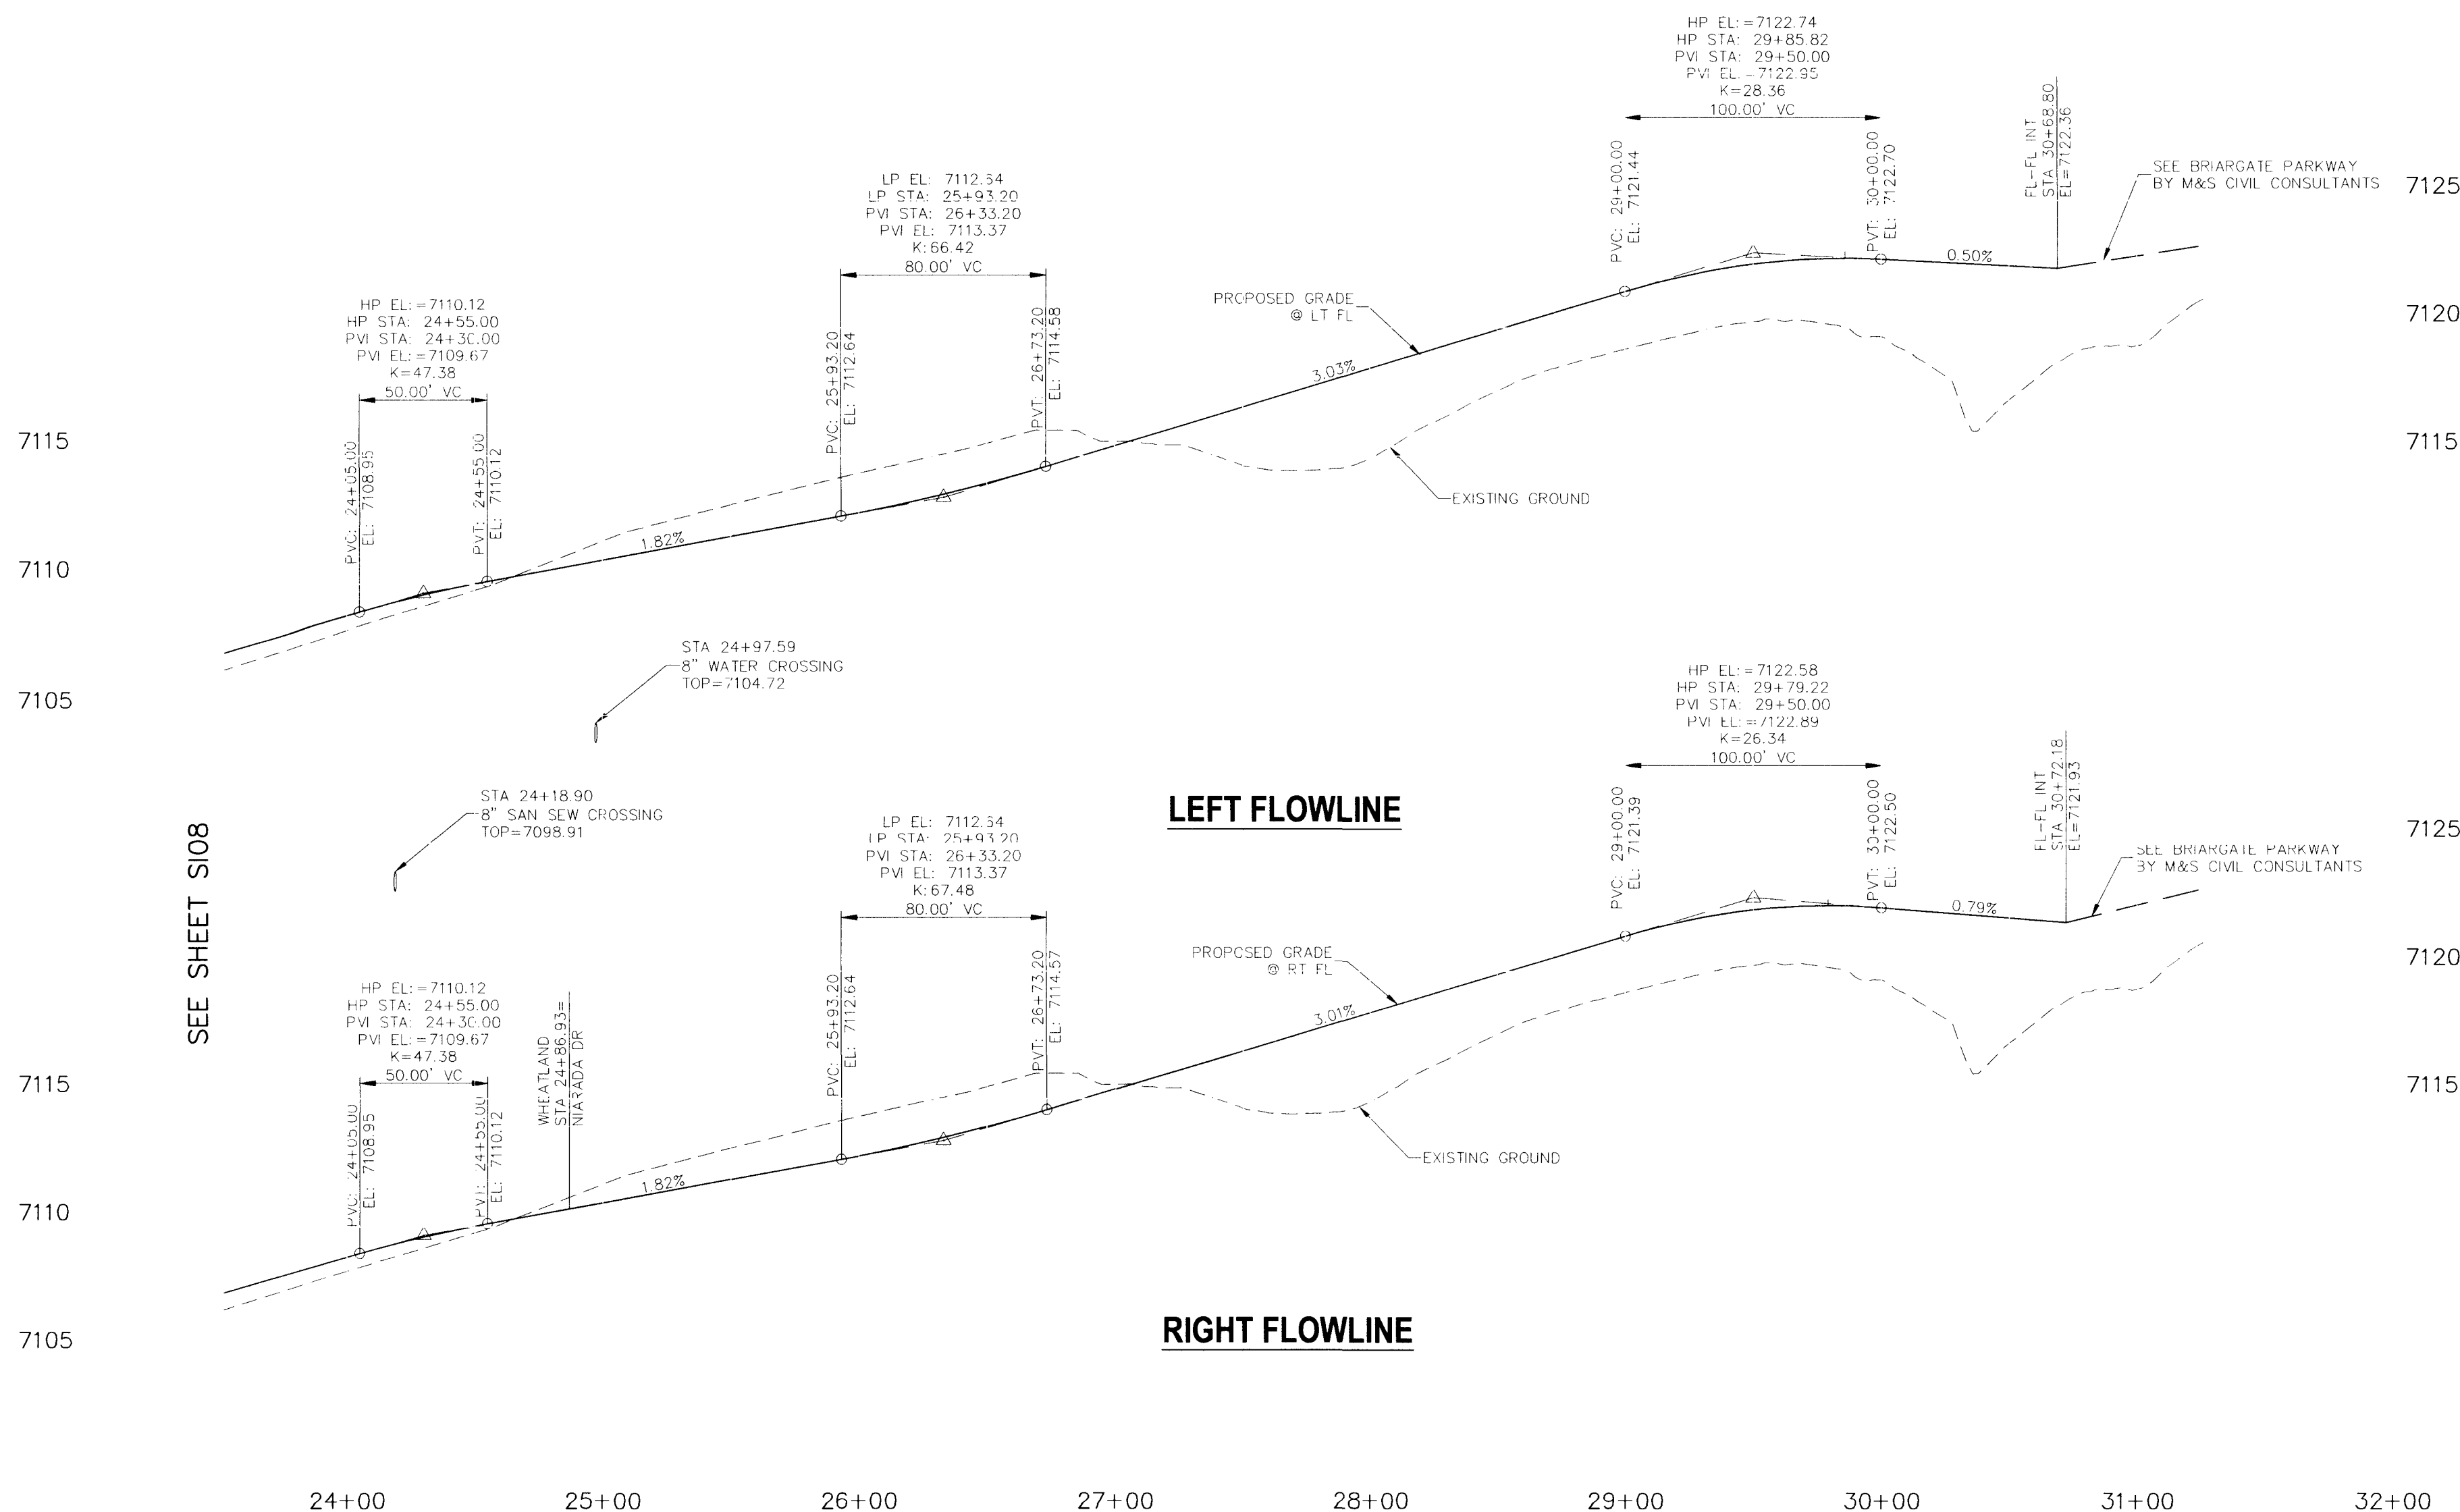 HP EL:=7122.74
HP STA: 29+85.82
PVI STA: 29+50.00
PVI EL:=7122.95
K=28.36
100.00' VC
PVC: 29+00.00
EL: 7121.44
PVT: 30+00.00
EL: 7122.70
FL-FL INT
STA 30+68.80
EL=7122.36
SEE BRIARGATE PARKWAY
BY M&S CIVIL CONSULTANTS
7125
LP EL: 7112.64
LP STA: 25+93.20
PVI STA: 26+33.20
PVI EL: 7113.37
K:66.42
80.00' VC
PVC: 25+93.20
EL: 7112.64
PVT: 26+73.20
EL: 7114.58
0.50%
PROPOSED GRADE
@ LT FL
7120
HP EL:=7110.12
HP STA: 24+55.00
PVI STA: 24+30.00
PVI EL:=7109.67
K=47.38
50.00' VC
PVC: 24+05.00
EL: 7108.95
PVT: 24+55.00
EL: 7110.12
3.03%
7115
7115
EXISTING GROUND
1.82%
7110
STA 24+97.59
8" WATER CROSSING
TOP=7104.72
7105
HP EL:=7122.58
HP STA: 29+79.22
PVI STA: 29+50.00
PVI EL:=7122.89
K=26.34
100.00' VC
PVC: 29+00.00
EL: 7121.39
PVT: 30+00.00
EL: 7122.50
FL-FL INT
STA 30+72.18
EL=7121.93
LEFT FLOWLINE
STA 24+18.90
8" SAN SEW CROSSING
TOP=7098.91
SEE SHEET SI08
7125
SEE BRIARGATE PARKWAY
BY M&S CIVIL CONSULTANTS
LP EL: 7112.64
LP STA: 25+93.20
PVI STA: 26+33.20
PVI EL: 7113.37
K:67.48
80.00' VC
PVC: 25+93.20
EL: 7112.64
PVT: 26+73.20
EL: 7114.57
0.79%
PROPOSED GRADE
@ RT FL
7120
HP EL:=7110.12
HP STA: 24+55.00
PVI STA: 24+30.00
PVI EL:=7109.67
K=47.38
50.00' VC
PVC: 24+05.00
EL: 7108.95
PVT: 24+55.00
EL: 7110.12
WHEATLAND
STA 24+86.93=
NIARADA DR
3.01%
7115
7115
EXISTING GROUND
1.82%
7110
RIGHT FLOWLINE
7105
24+00 25+00 26+00 27+00 28+00 29+00 30+00 31+00 32+00